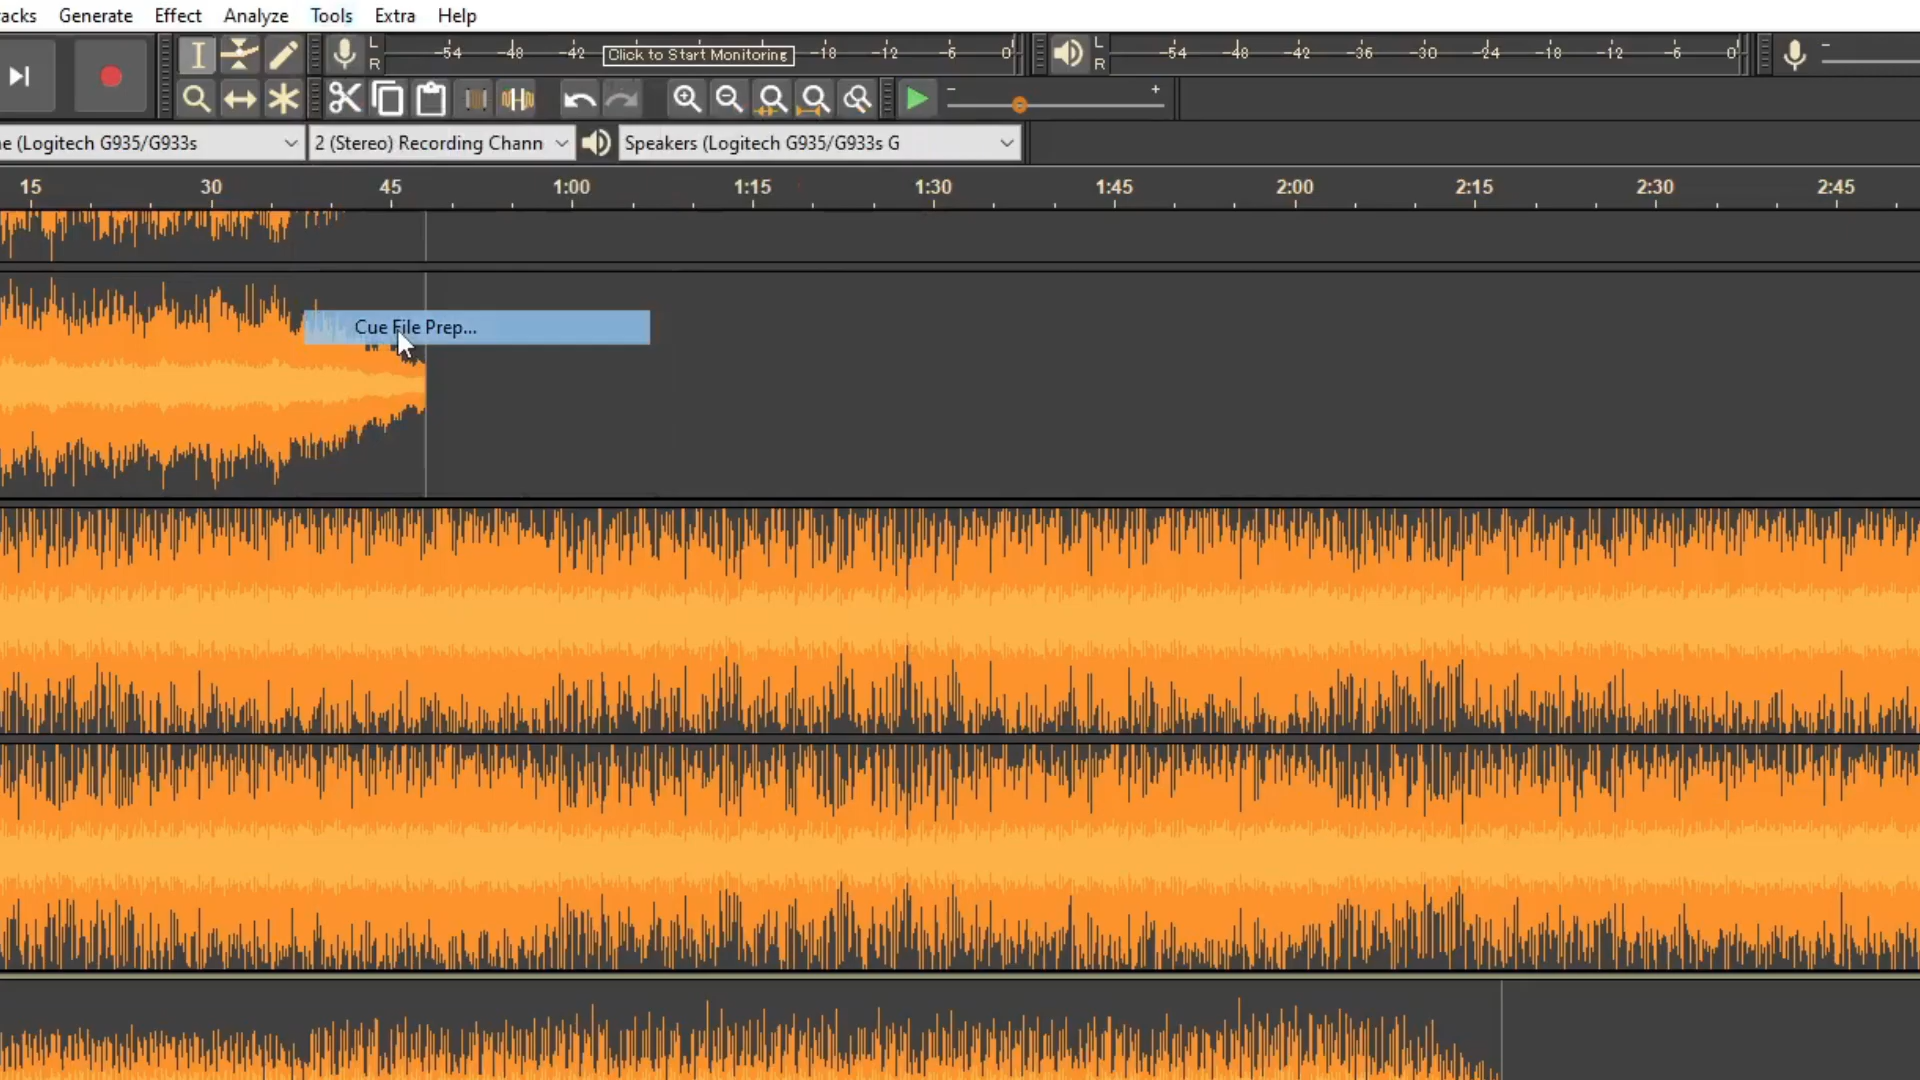 acks Generate Effect Analyze Tools Extra Help
L R -54 -48 -42 Click to Start Monitoring -18 -12 -6 0
L R -54 -48 -42 -36 -30 -24 -18 -12 -6 0
- +
-
e (Logitech G935/G933s
2 (Stereo) Recording Chann
Speakers (Logitech G935/G933s G
15 30 45 1:00 1:15 1:30 1:45 2:00 2:15 2:30 2:45
Cue File Prep...